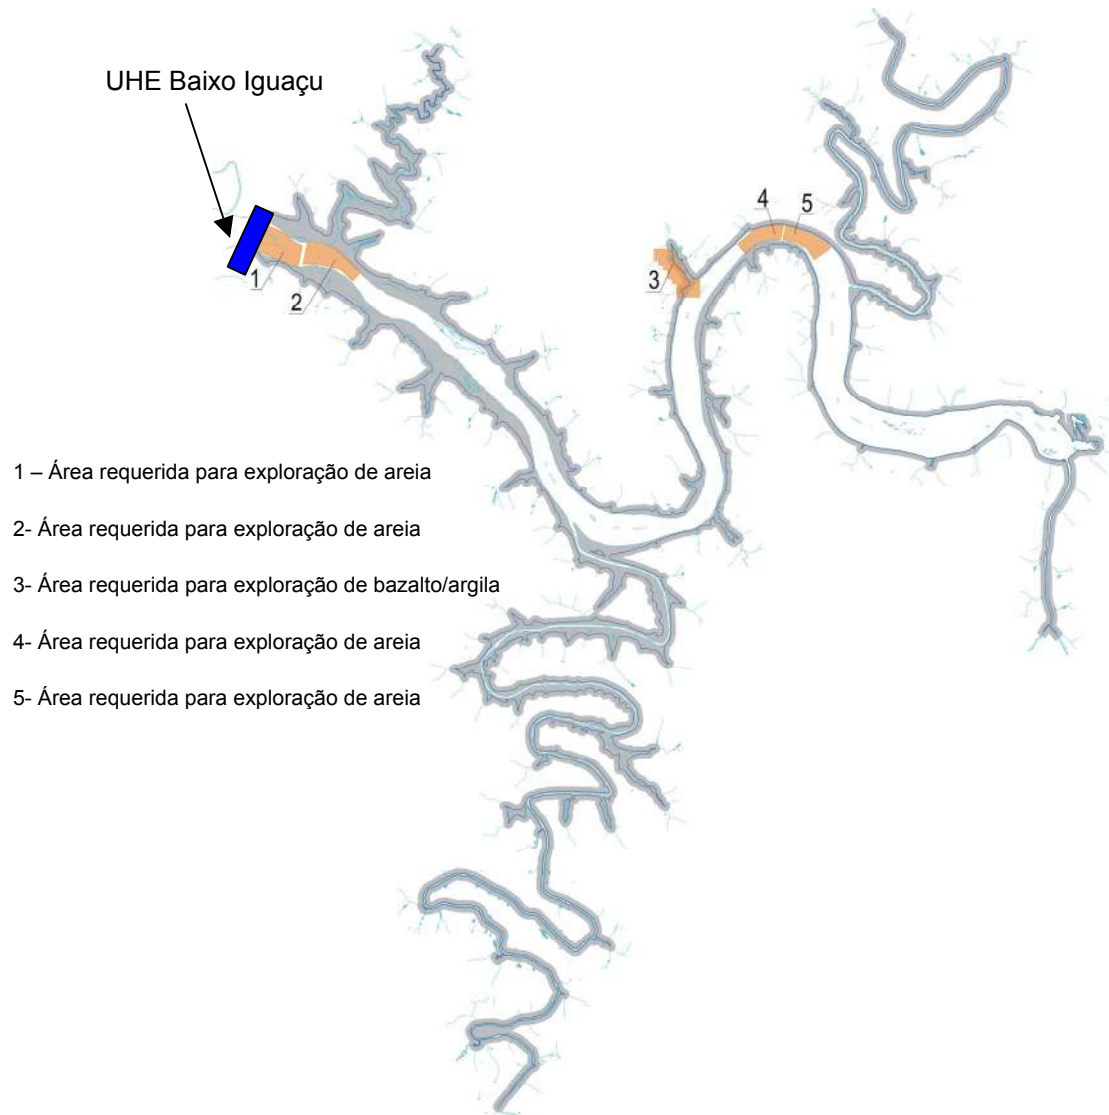 UHE Baixo Iguaçu
4
5
3
1
2
1 – Área requerida para exploração de areia
2- Área requerida para exploração de areia
3- Área requerida para exploração de bazalto/argila
4- Área requerida para exploração de areia
5- Área requerida para exploração de areia